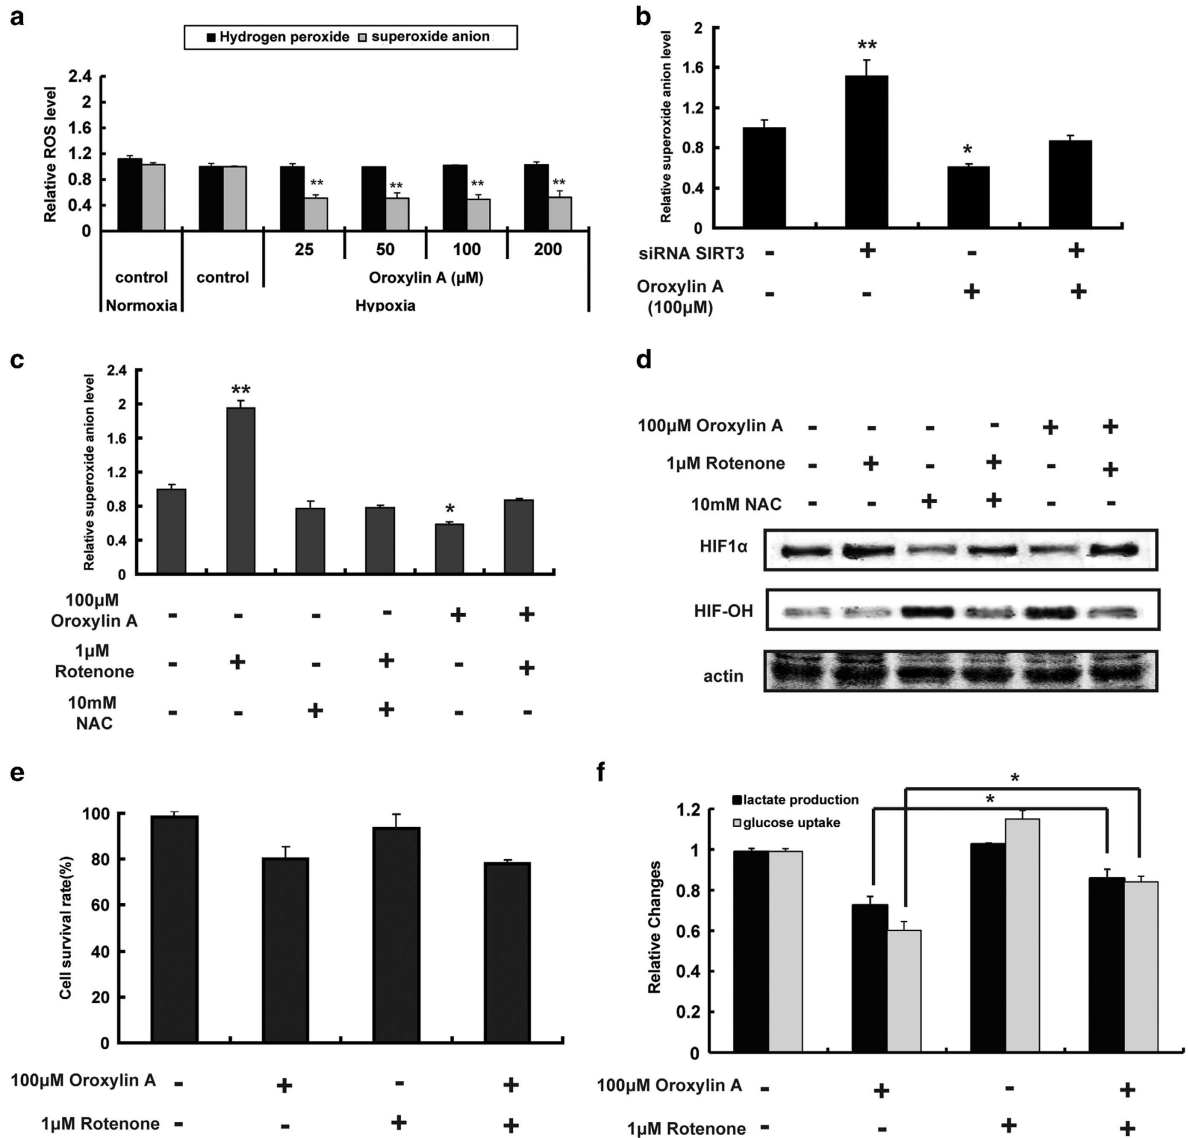 a
Hydrogen peroxide superoxide anion
Relative ROS level
2.4
2
1.6
1.2
0.8
0.4
0
** ** ** **
25 50 100 200
control control Oroxylin A (μM)
Normoxia Hypoxia
b
Relative superoxide anion level
2
1.6
1.2
0.8
0.4
0
**
*
siRNA SIRT3 - + - +
Oroxylin A - - + +
(100μM)
c
Relative superoxide anion level
2.4
2
1.6
1.2
0.8
0.4
0
**
*
100μM
Oroxylin A - - - - + +
1μM
Rotenone - + - + - +
10mM
NAC - - + + - -
d
100μM Oroxylin A - - - - + +
1μM Rotenone - + - + - +
10mM NAC - - + + - -
HIF1α
HIF-OH
actin
e
Cell survival rate(%)
100
80
60
40
20
0
100μM Oroxylin A - + - +
1μM Rotenone - - + +
f
lactate production
glucose uptake
Relative Changes
1.2
1
0.8
0.6
0.4
0.2
0
*
*
100μM Oroxylin A - + - +
1μM Rotenone - - + +